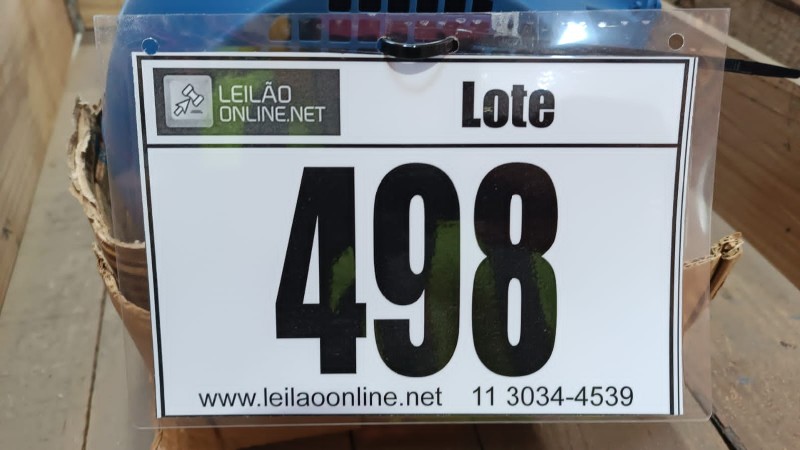 LEILÃO
ONLINE.NET
Lote
498
www.leilaoonline.net 11 3034-4539